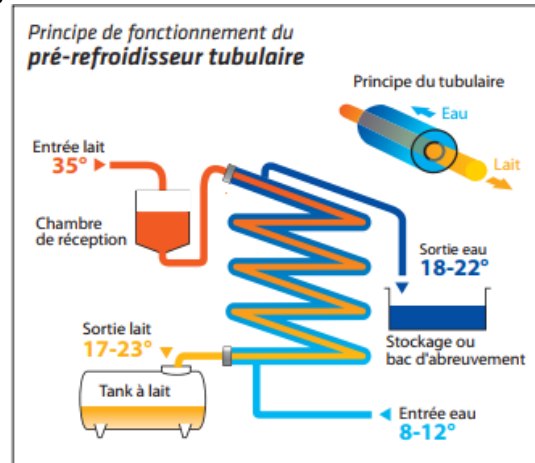 Principe de fonctionnement du
pré-refroidisseur tubulaire
Principe du tubulaire
Eau
Lait
Entrée lait
35°
Chambre
de réception
Sortie eau
18-22°
Stockage ou
bac d'abreuvement
Sortie lait
17-23°
Tank à lait
Entrée eau
8-12°